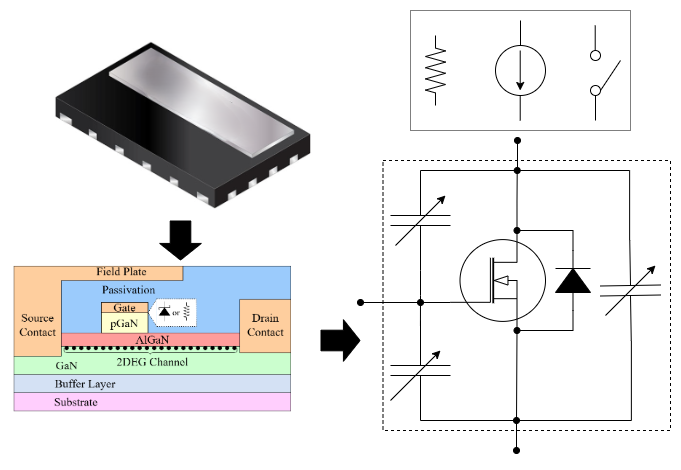 Field Plate
Passivation
Gate
or
pGaN
Source
Contact
Drain
Contact
AlGaN
2DEG Channel
GaN
Buffer Layer
Substrate